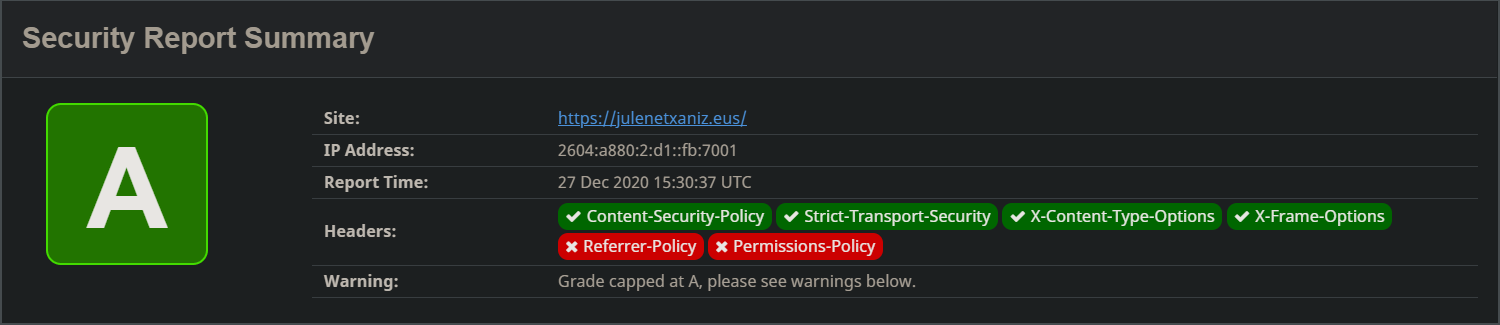 Security Report Summary
A
Site: https://julenetxaniz.eus/
IP Address: 2604:a880:2:d1::fb:7001
Report Time: 27 Dec 2020 15:30:37 UTC
Headers: Content-Security-Policy Strict-Transport-Security X-Content-Type-Options X-Frame-Options
Referrer-Policy Permissions-Policy
Warning: Grade capped at A, please see warnings below.